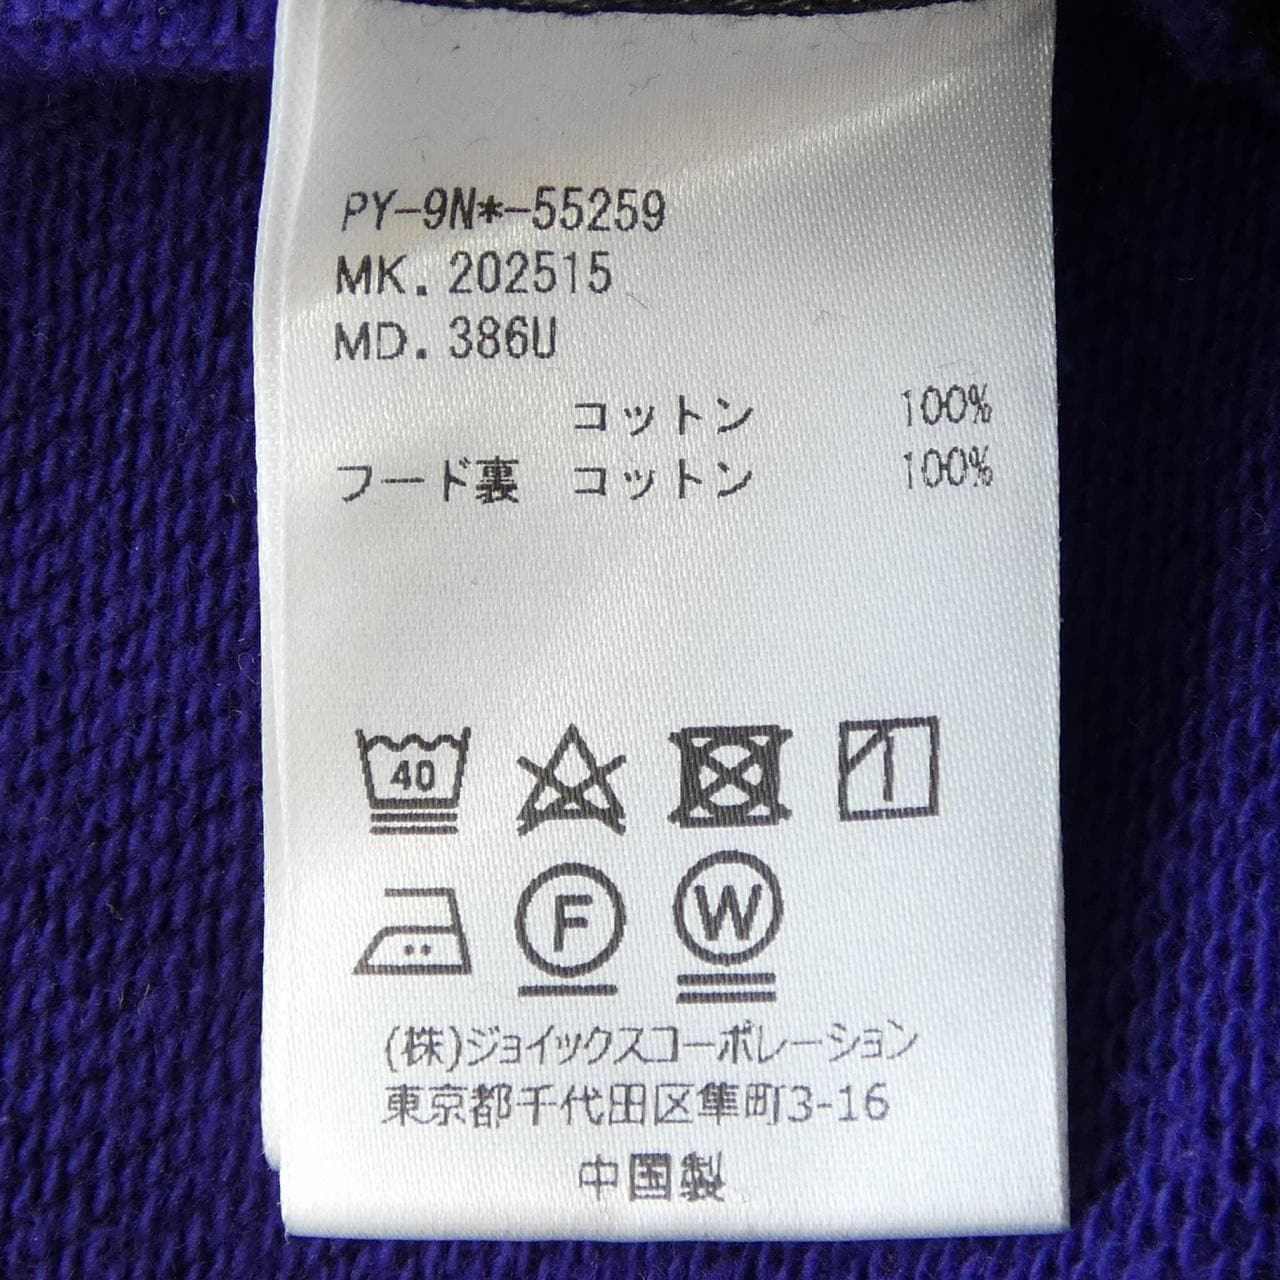 PY-9N*-55259
MK. 202515
MD. 386U
コットン 100%
フード裏 コットン 100%
40
F
W
(株)ジョイックスコーポレーション
東京都千代田区隼町3-16
中国製